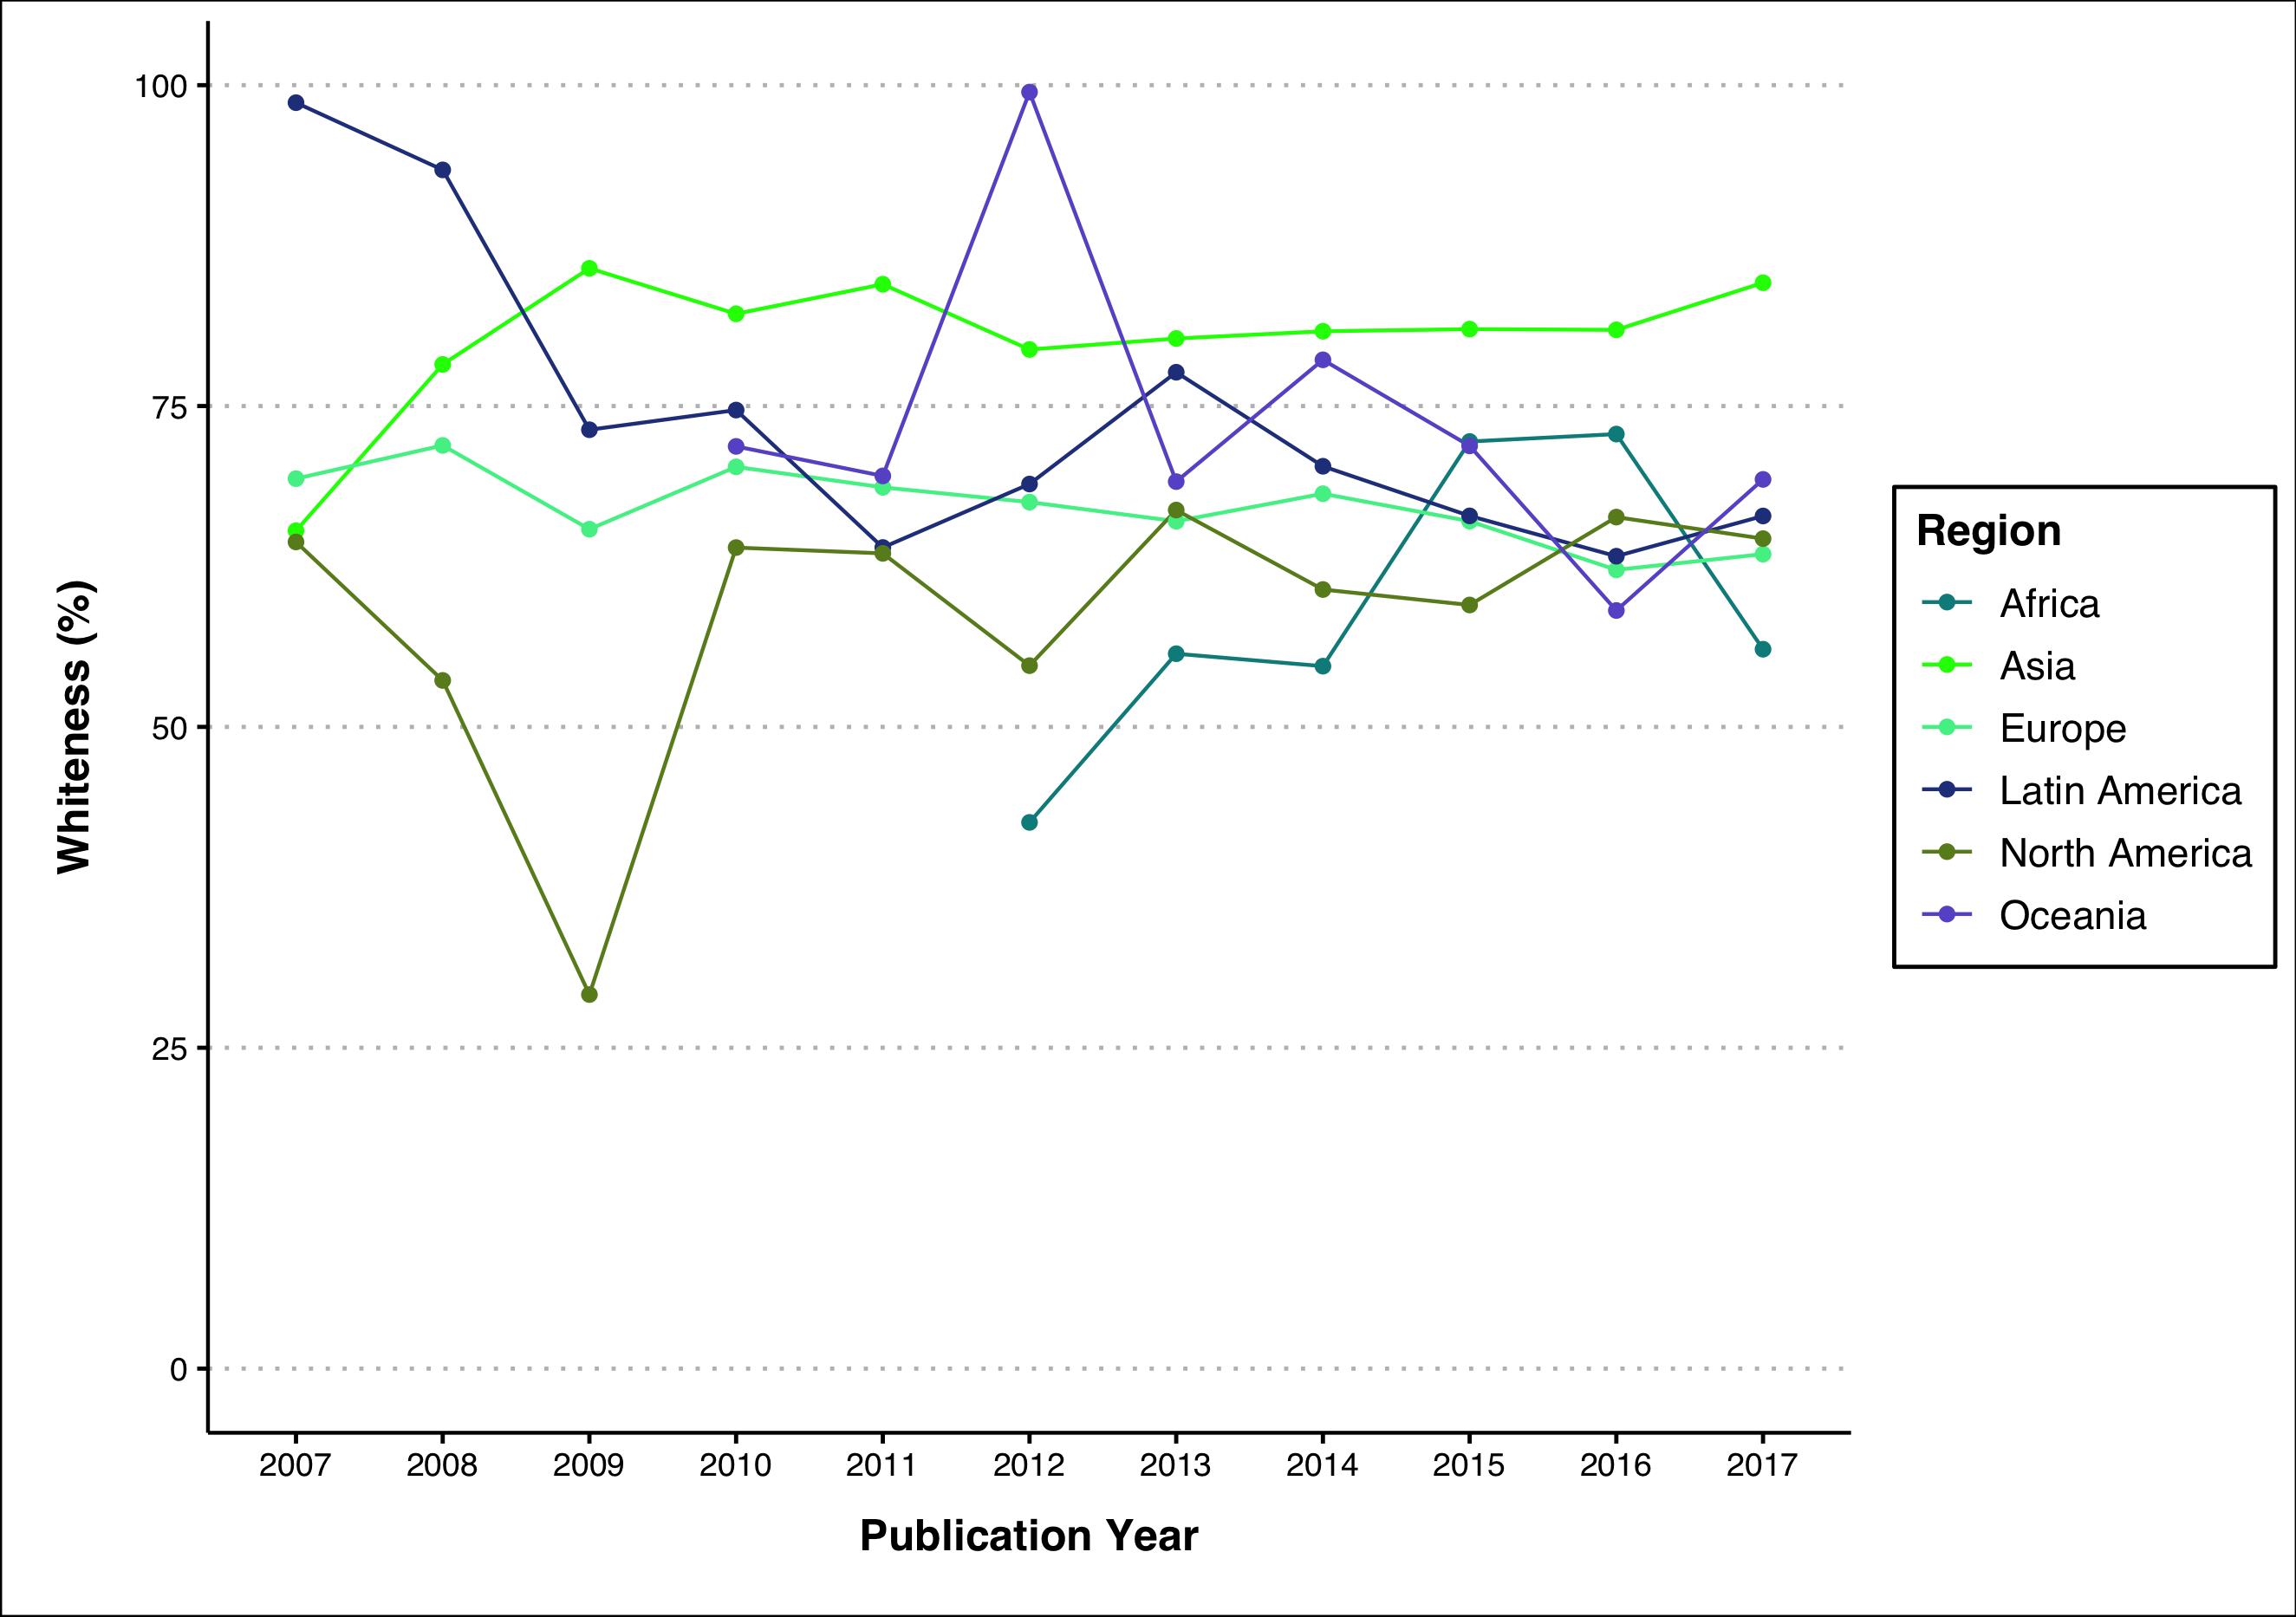 100
75
50
25
0
Whiteness (%)
2007 2008 2009 2010 2011 2012 2013 2014 2015 2016 2017
Publication Year
Region
Africa
Asia
Europe
Latin America
North America
Oceania